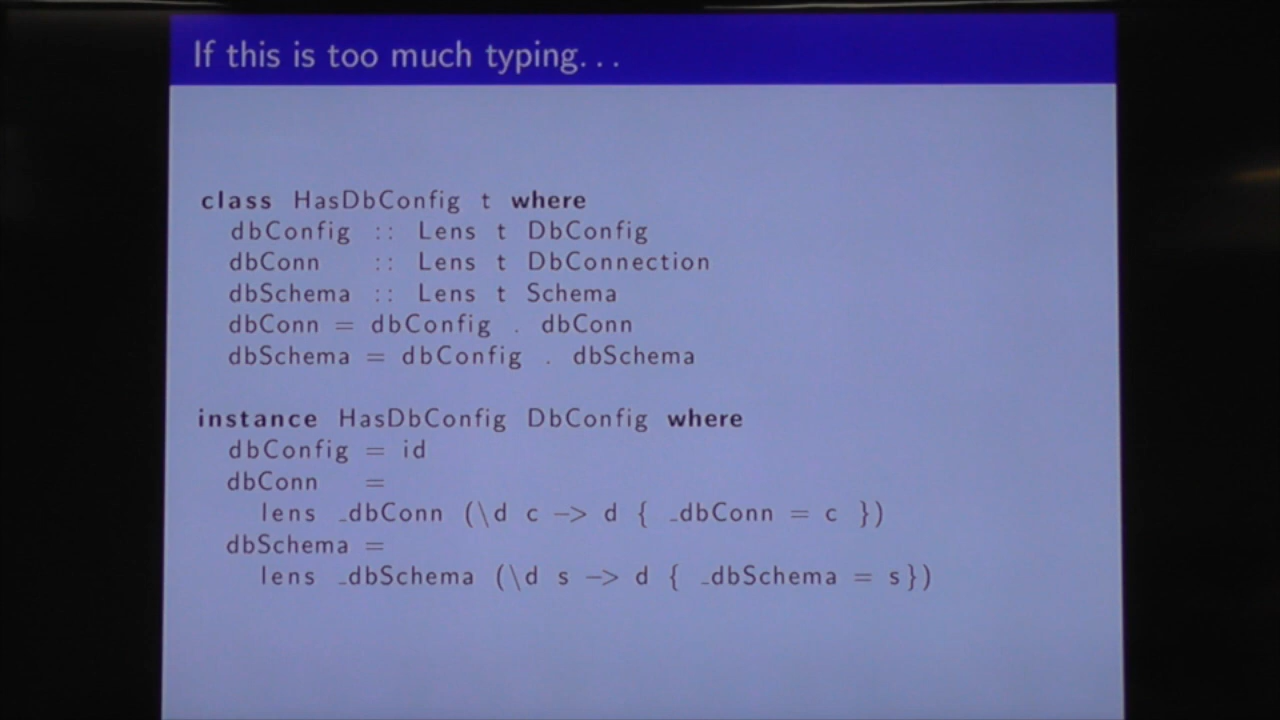 If this is too much typing...
class HasDbConfig t where
dbConfig :: Lens t DbConfig
dbConn :: Lens t DbConnection
dbSchema :: Lens t Schema
dbConn = dbConfig . dbConn
dbSchema = dbConfig . dbSchema
instance HasDbConfig DbConfig where
dbConfig = id
dbConn =
lens _dbConn (\d c -> d { _dbConn = c })
dbSchema =
lens _dbSchema (\d s -> d { _dbSchema = s})